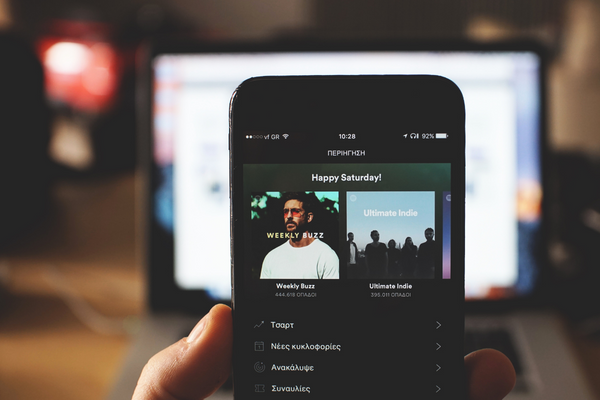 vf GR 10:28 92%
ΠΕΡΙΗΓΗΣΗ
Happy Saturday!
WEEKLY BUZZ
Ultimate Indie
Weekly Buzz
444.618 ΟΠΑΔΟΙ
Ultimate Indie
395.011 ΟΠΑΔΟΙ
Τσαρτ
Νέες κυκλοφορίες
Ανακάλυψε
Συναυλίες